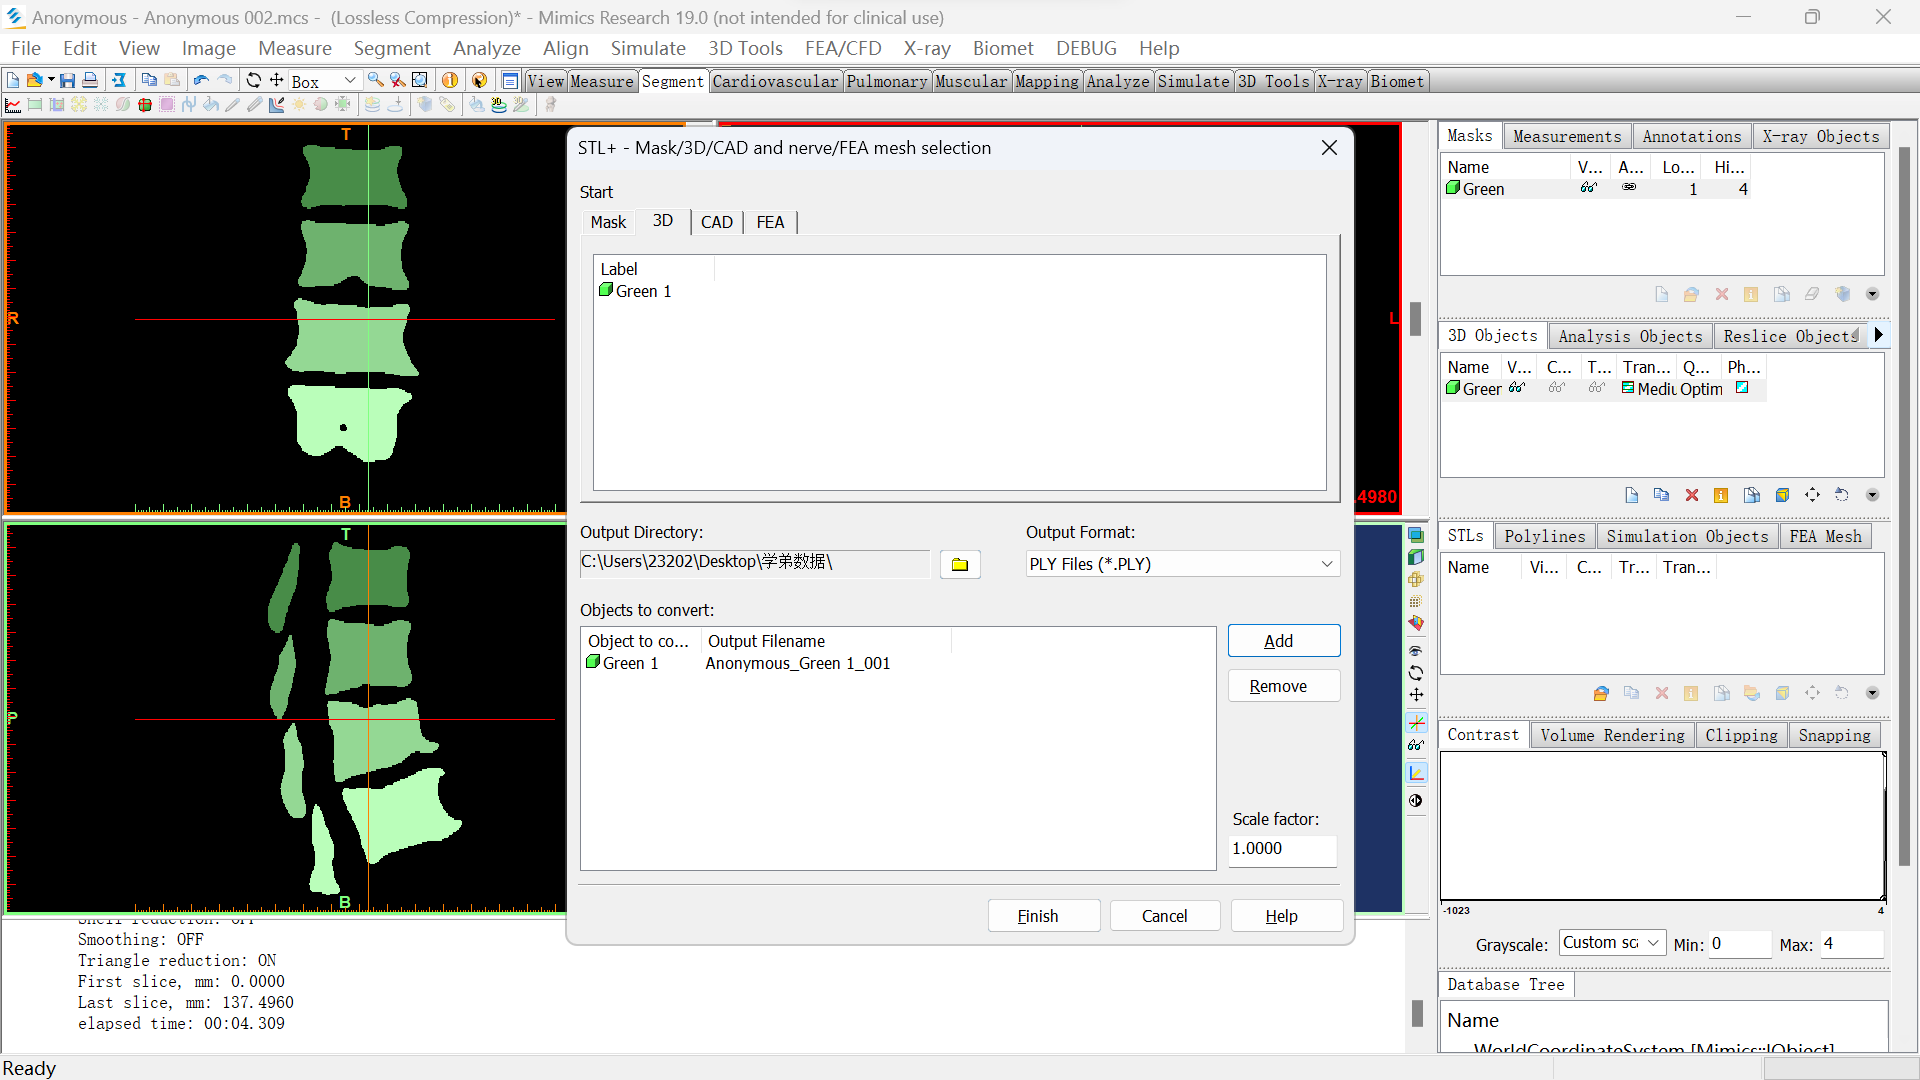 Anonymous - Anonymous 002.mcs -  (Lossless Compression)* - Mimics Research 19.0 (not intended for clinical use)
File Edit View Image Measure Segment Analyze Align Simulate 3D Tools FEA/CFD X-ray Biomet DEBUG Help
Box View Measure Segment Cardiovascular Pulmonary Muscular Mapping Analyze Simulate 3D Tools X-ray Biomet
T
R
B
L
.4980
T
P
B
STL+ - Mask/3D/CAD and nerve/FEA mesh selection
Start
Mask 3D CAD FEA
Label
Green 1
Output Directory: Output Format:
C:\Users\23202\Desktop\学弟数据\ PLY Files (*.PLY)
Objects to convert:
Object to co... Output Filename
Green 1 Anonymous_Green 1_001
Add
Remove
Scale factor:
1.0000
Finish Cancel Help
Masks Measurements Annotations X-ray Objects
Name V... A... Lo... Hi...
Green 1 4
3D Objects Analysis Objects Reslice Objects
Name V... C... T... Tran... Q... Ph...
Green Mediu Optim
STLs Polylines Simulation Objects FEA Mesh
Name Vi... C... Tr... Tran...
Contrast Volume Rendering Clipping Snapping
-1023 4
Grayscale: Custom sca Min: 0 Max: 4
Database Tree
Name
WorldCoordinateSystem [Mimics::IObject]
Shell reduction: OFF
Smoothing: OFF
Triangle reduction: ON
First slice, mm: 0.0000
Last slice, mm: 137.4960
elapsed time: 00:04.309
Ready